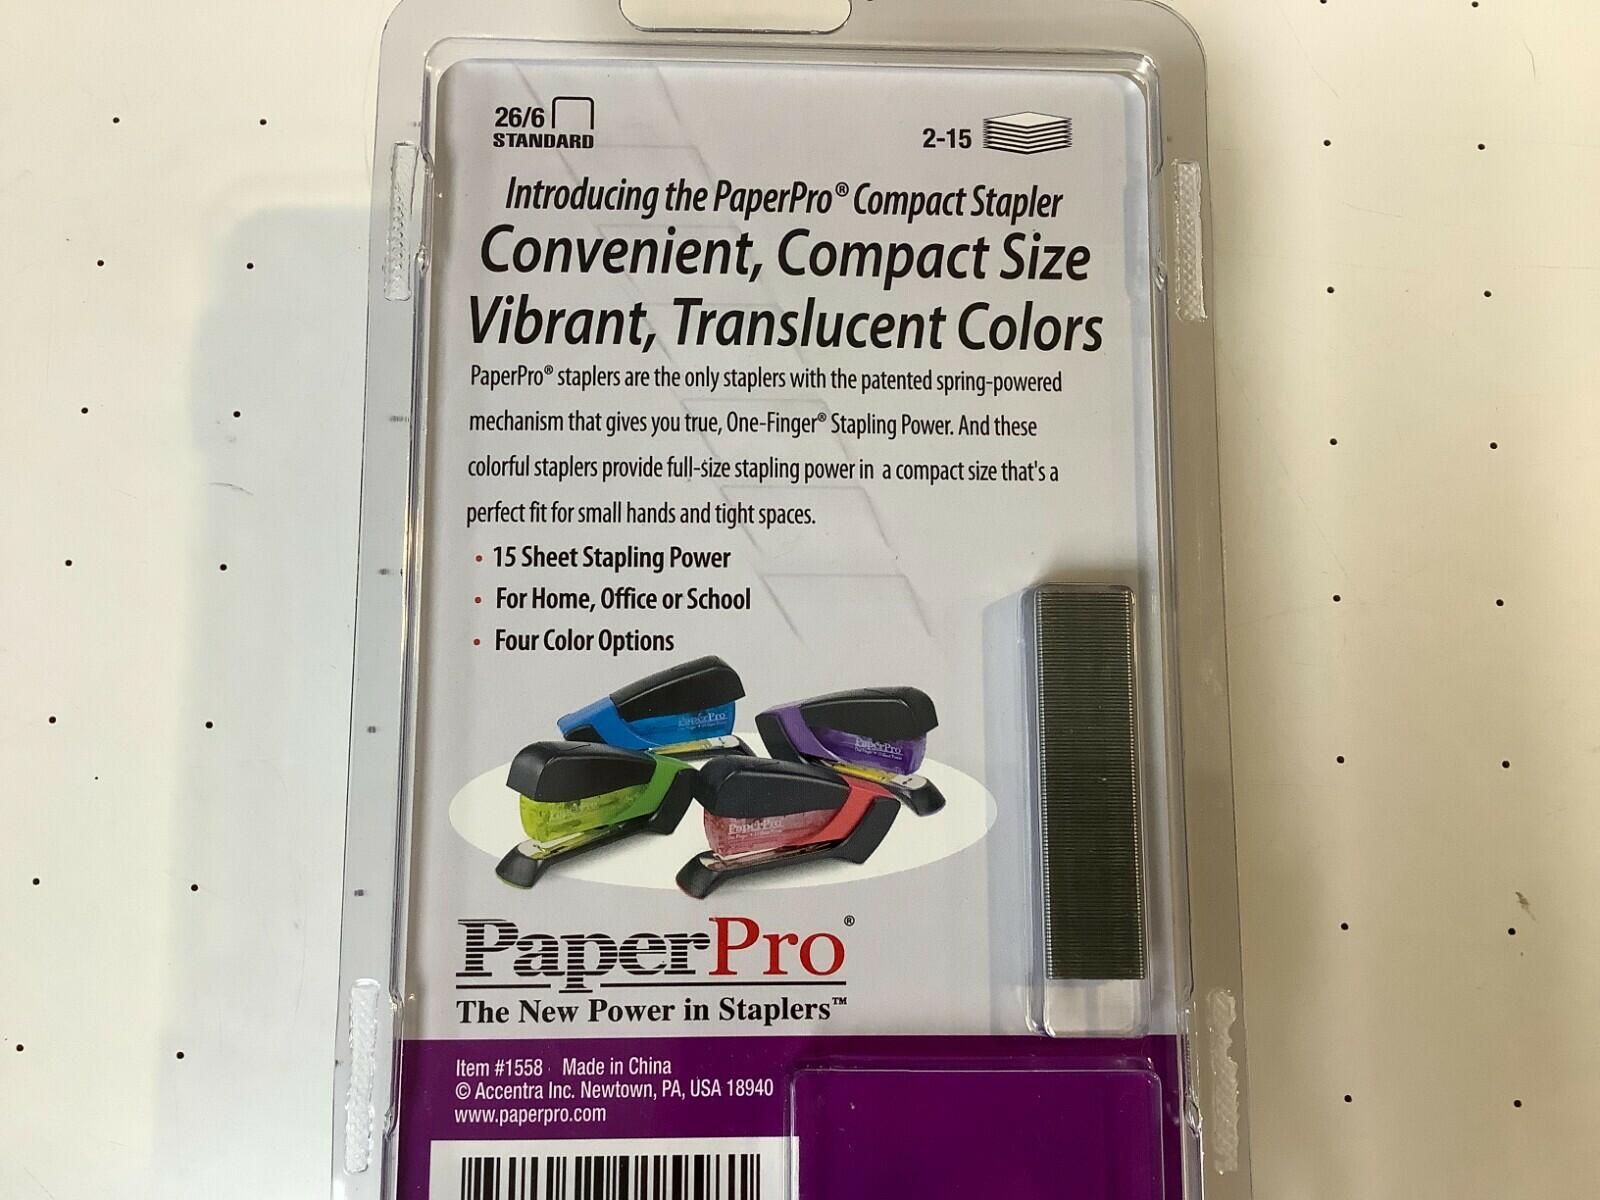 26/6
STANDARD
2-15
Introducing the PaperPro® Compact Stapler
Convenient, Compact Size
Vibrant, Translucent Colors
PaperPro® staplers are the only staplers with the patented spring-powered
mechanism that gives you true, One-Finger® Stapling Power. And these
colorful staplers provide full-size stapling power in a compact size that's a
perfect fit for small hands and tight spaces.
• 15 Sheet Stapling Power
• For Home, Office or School
• Four Color Options
PaperPro
PaperPro
PaperPro
PaperPro
PaperPro®
The New Power in Staplers™
Item #1558 Made in China
© Accentra Inc. Newtown, PA, USA 18940
www.paperpro.com